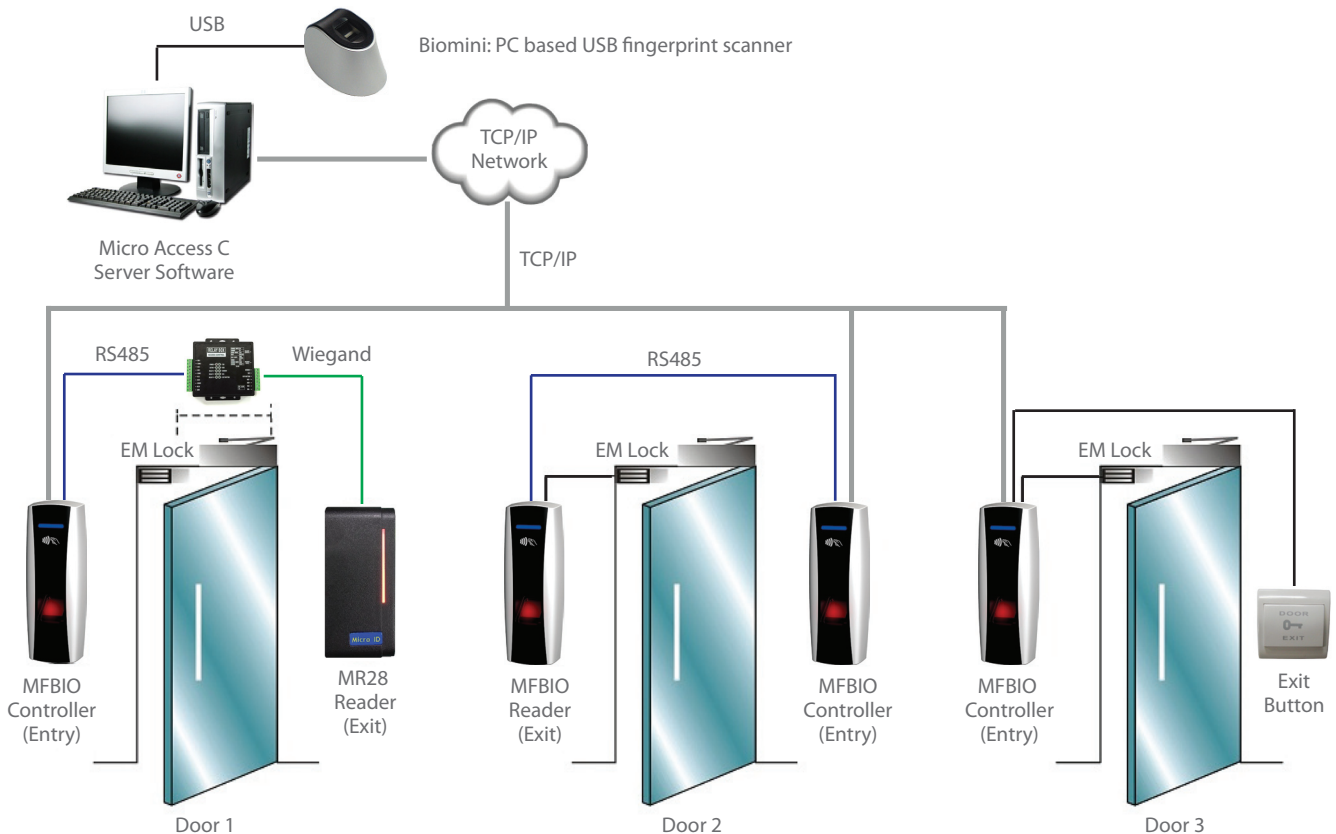 USB
Biomini: PC based USB fingerprint scanner
TCP/IP
Network
Micro Access C
Server Software
TCP/IP
RS485
RELAY BOX
Wiegand
RS485
EM Lock
EM Lock
EM Lock
Micro ID
DOOR
EXIT
MFBIO
Controller
(Entry)
MR28
Reader
(Exit)
MFBIO
Reader
(Exit)
MFBIO
Controller
(Entry)
MFBIO
Controller
(Entry)
Exit
Button
Door 1
Door 2
Door 3